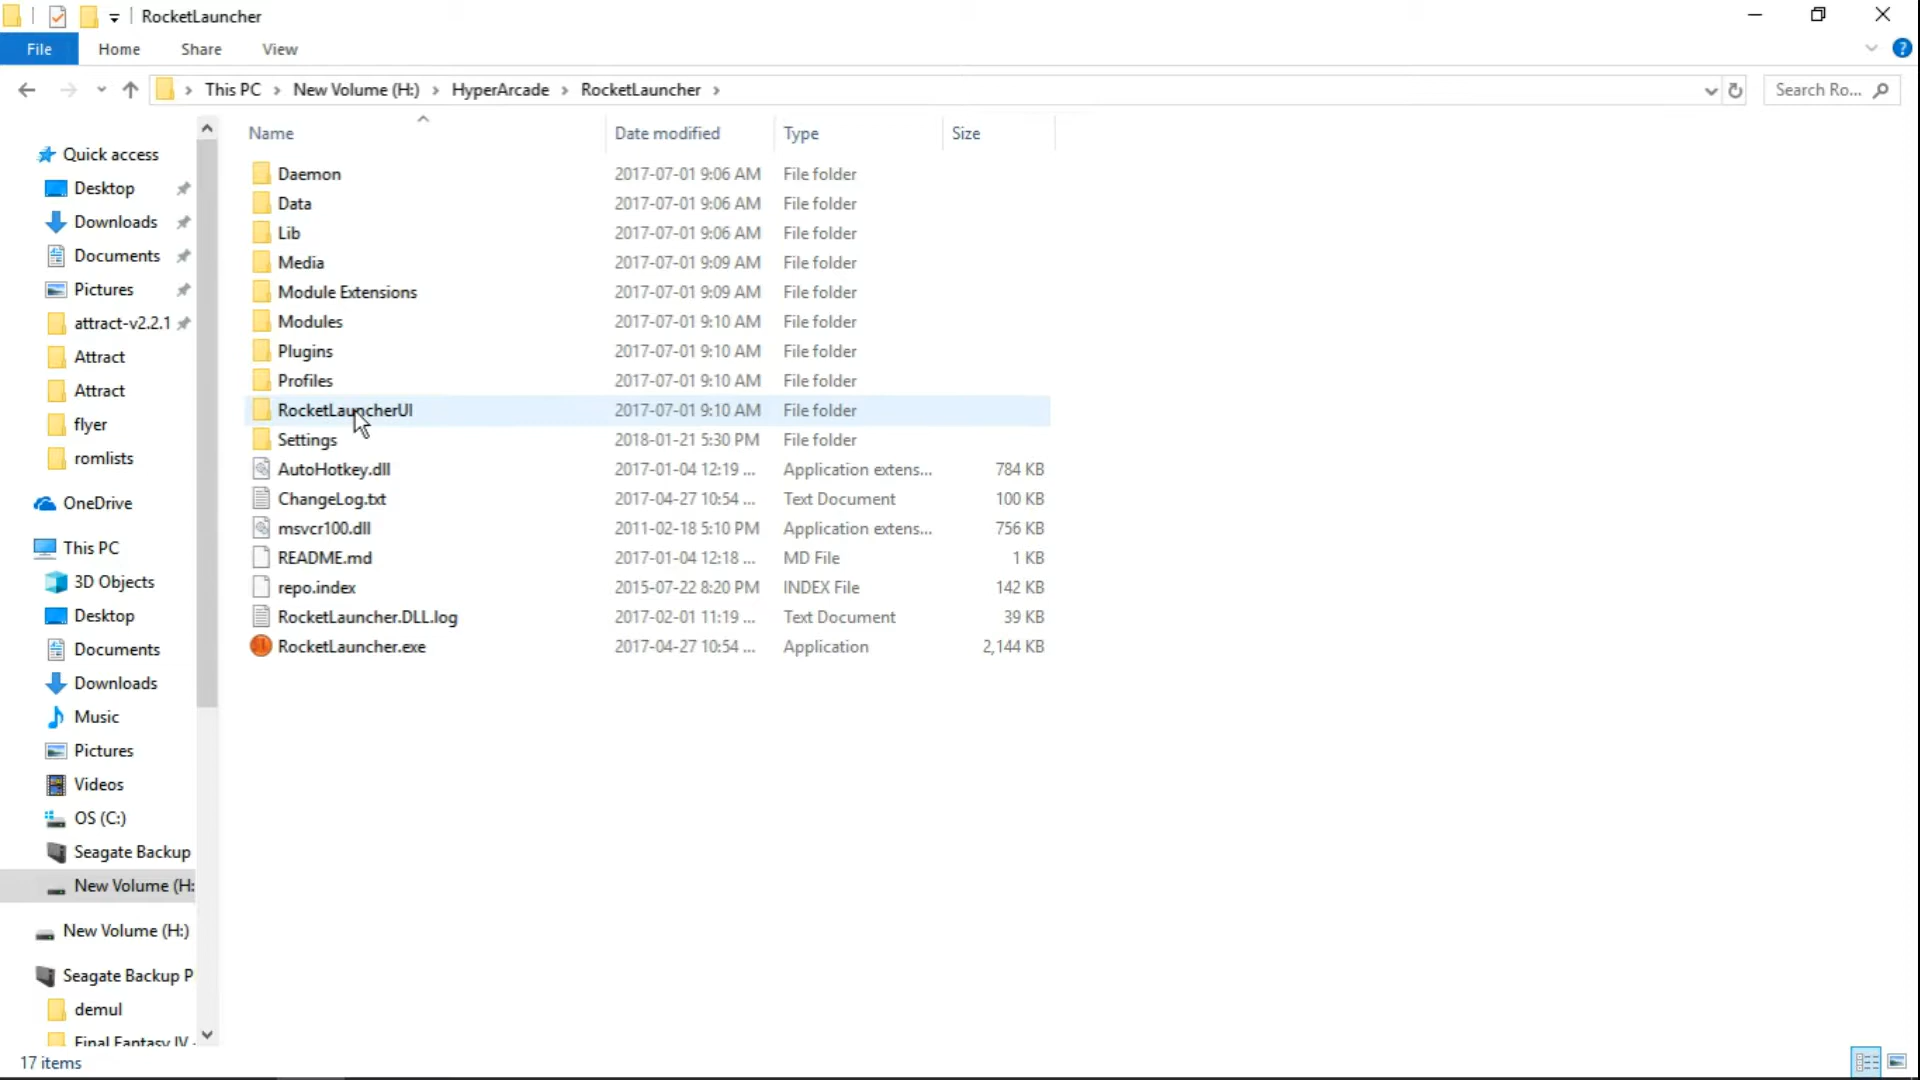 RocketLauncher
File Home Share View
This PC New Volume (H:) HyperArcade RocketLauncher Search Ro...
Name Date modified Type Size
Quick access
Desktop
Downloads
Documents
Pictures
attract-v2.2.1
Attract
Attract
flyer
romlists
OneDrive
This PC
3D Objects
Desktop
Documents
Downloads
Music
Pictures
Videos
OS (C:)
Seagate Backup
New Volume (H:
New Volume (H:)
Seagate Backup P
demul
Final Fantasy IV
Daemon 2017-07-01 9:06 AM File folder
Data 2017-07-01 9:06 AM File folder
Lib 2017-07-01 9:06 AM File folder
Media 2017-07-01 9:09 AM File folder
Module Extensions 2017-07-01 9:09 AM File folder
Modules 2017-07-01 9:10 AM File folder
Plugins 2017-07-01 9:10 AM File folder
Profiles 2017-07-01 9:10 AM File folder
RocketLauncherUI 2017-07-01 9:10 AM File folder
Settings 2018-01-21 5:30 PM File folder
AutoHotkey.dll 2017-01-04 12:19 ... Application extens... 784 KB
ChangeLog.txt 2017-04-27 10:54 ... Text Document 100 KB
msvcr100.dll 2011-02-18 5:10 PM Application extens... 756 KB
README.md 2017-01-04 12:18 ... MD File 1 KB
repo.index 2015-07-22 8:20 PM INDEX File 142 KB
RocketLauncher.DLL.log 2017-02-01 11:19 ... Text Document 39 KB
RocketLauncher.exe 2017-04-27 10:54 ... Application 2,144 KB
17 items